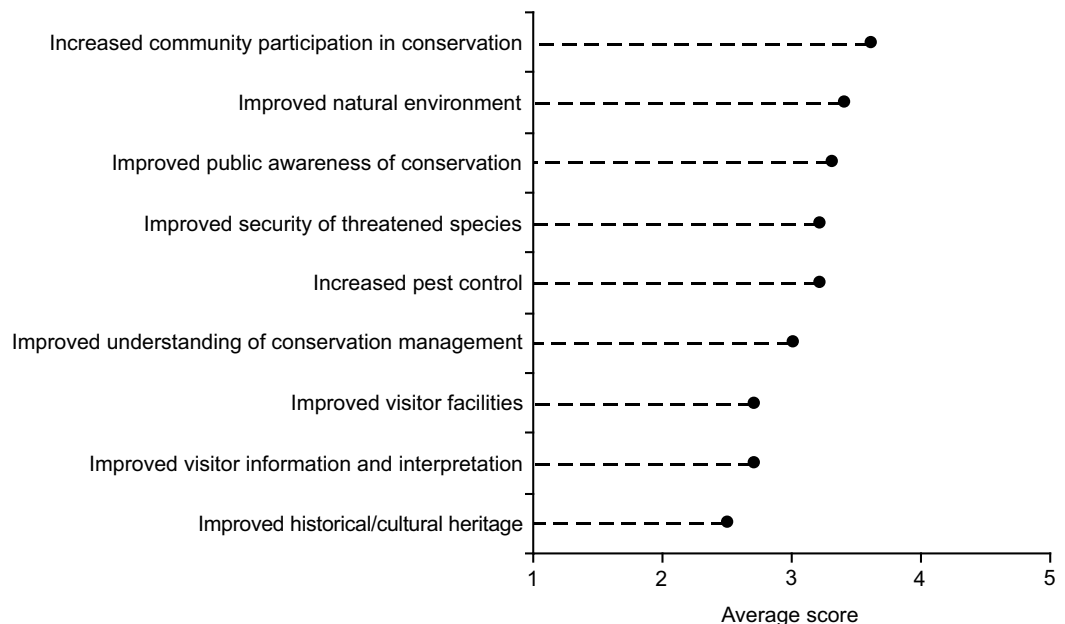 Increased community participation in conservation
Improved natural environment
Improved public awareness of conservation
Improved security of threatened species
Increased pest control
Improved understanding of conservation management
Improved visitor facilities
Improved visitor information and interpretation
Improved historical/cultural heritage
1 2 3 4 5
Average score